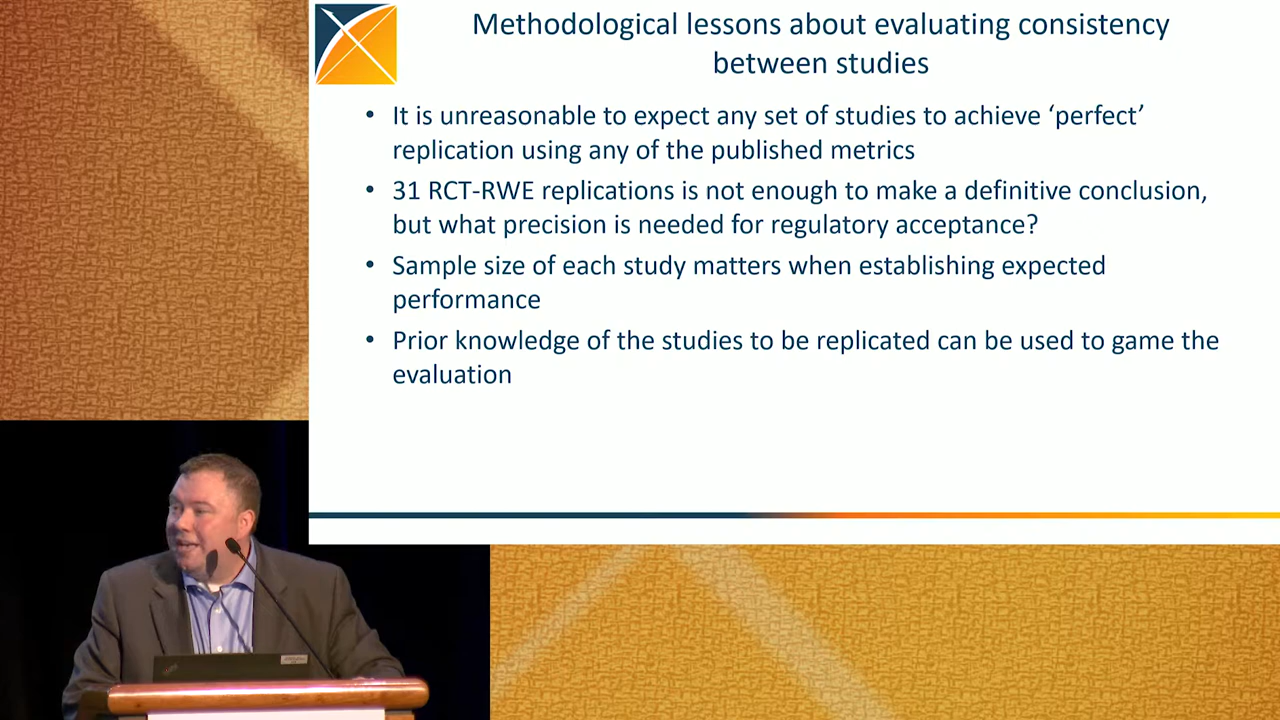 Methodological lessons about evaluating consistency
between studies
• It is unreasonable to expect any set of studies to achieve ‘perfect’
replication using any of the published metrics
• 31 RCT-RWE replications is not enough to make a definitive conclusion,
but what precision is needed for regulatory acceptance?
• Sample size of each study matters when establishing expected
performance
• Prior knowledge of the studies to be replicated can be used to game the
evaluation